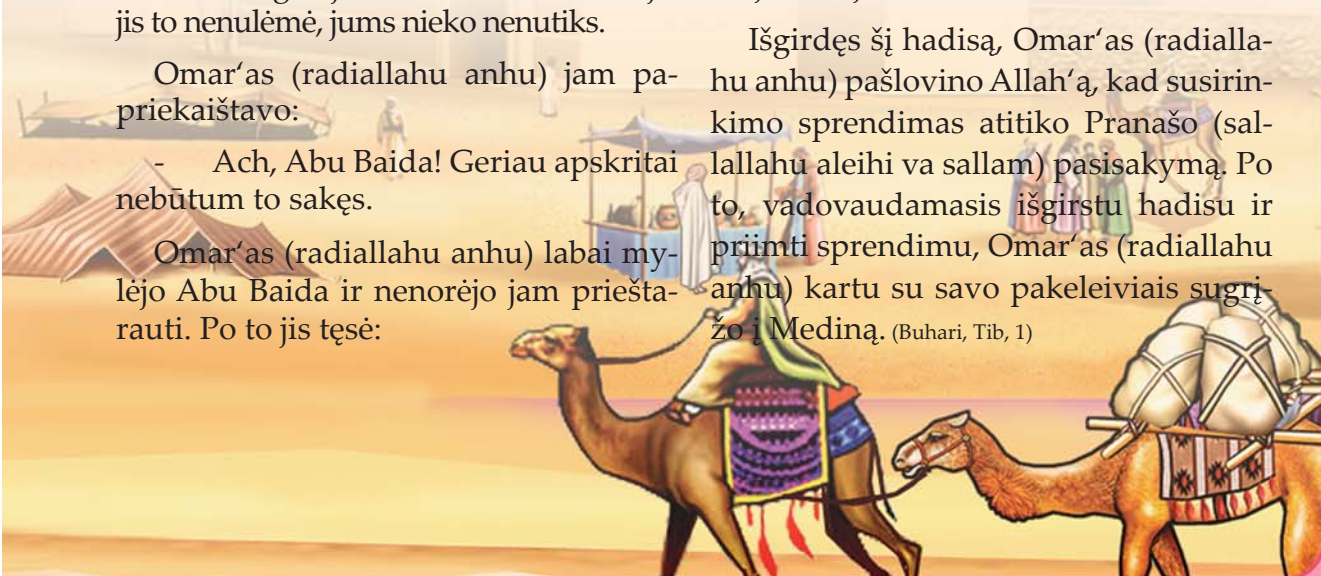 jis to nenulėmė, jums nieko nenutiks.
Omar‘as (radiallahu anhu) jam pa-
priekaištavo:
- Ach, Abu Baida! Geriau apskritai
nebūtum to sakęs.
Omar‘as (radiallahu anhu) labai my-
lėjo Abu Baida ir nenorėjo jam priešta-
rauti. Po to jis tęsė:
Išgirdęs šį hadisą, Omar‘as (radialla-
hu anhu) pašlovino Allah‘ą, kad susirin-
kimo sprendimas atitiko Pranašo (sal-
lallahu aleihi va sallam) pasisakymą. Po
to, vadovaudamasis išgirstu hadisu ir
priimti sprendimu, Omar‘as (radiallahu
anhu) kartu su savo pakeleiviais sugrį-
žo į Mediną. (Buhari, Tib, 1)